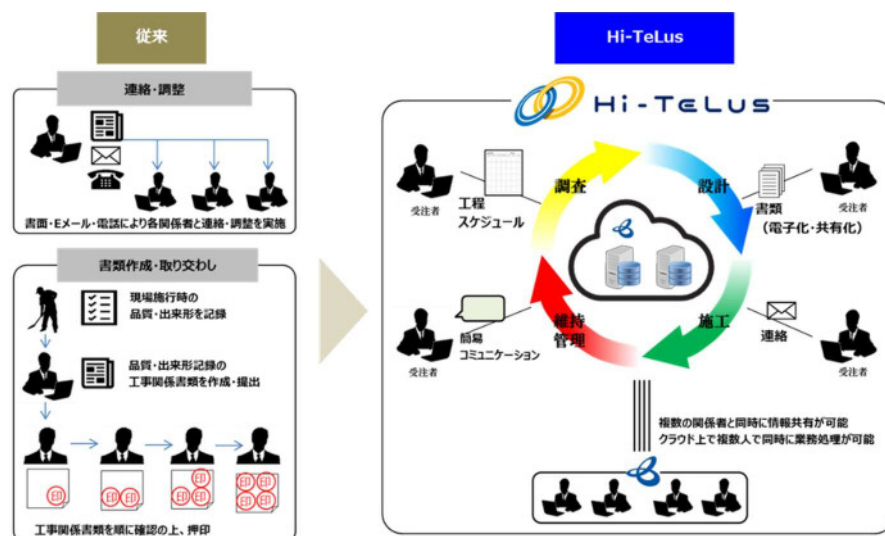 従来
連絡・調整
書面・Eメール・電話により各関係者と連絡・調整を実施
書類作成・取り交わし
現場施行時の
品質・出来形を記録
品質・出来形記録の
工事関係書類を作成・提出
印
印印
印
印印
印印
印印
工事関係書類を順に確認の上、押印
Hi-TeLus
Hi-TeLus
受注者
工程
スケジュール
調査
設計
書類
(電子化・共有化)
受注者
受注者
簡易
コミュニケーション
維持
管理
施工
連絡
受注者
複数の関係者と同時に情報共有が可能
クラウド上で複数人で同時に業務処理が可能